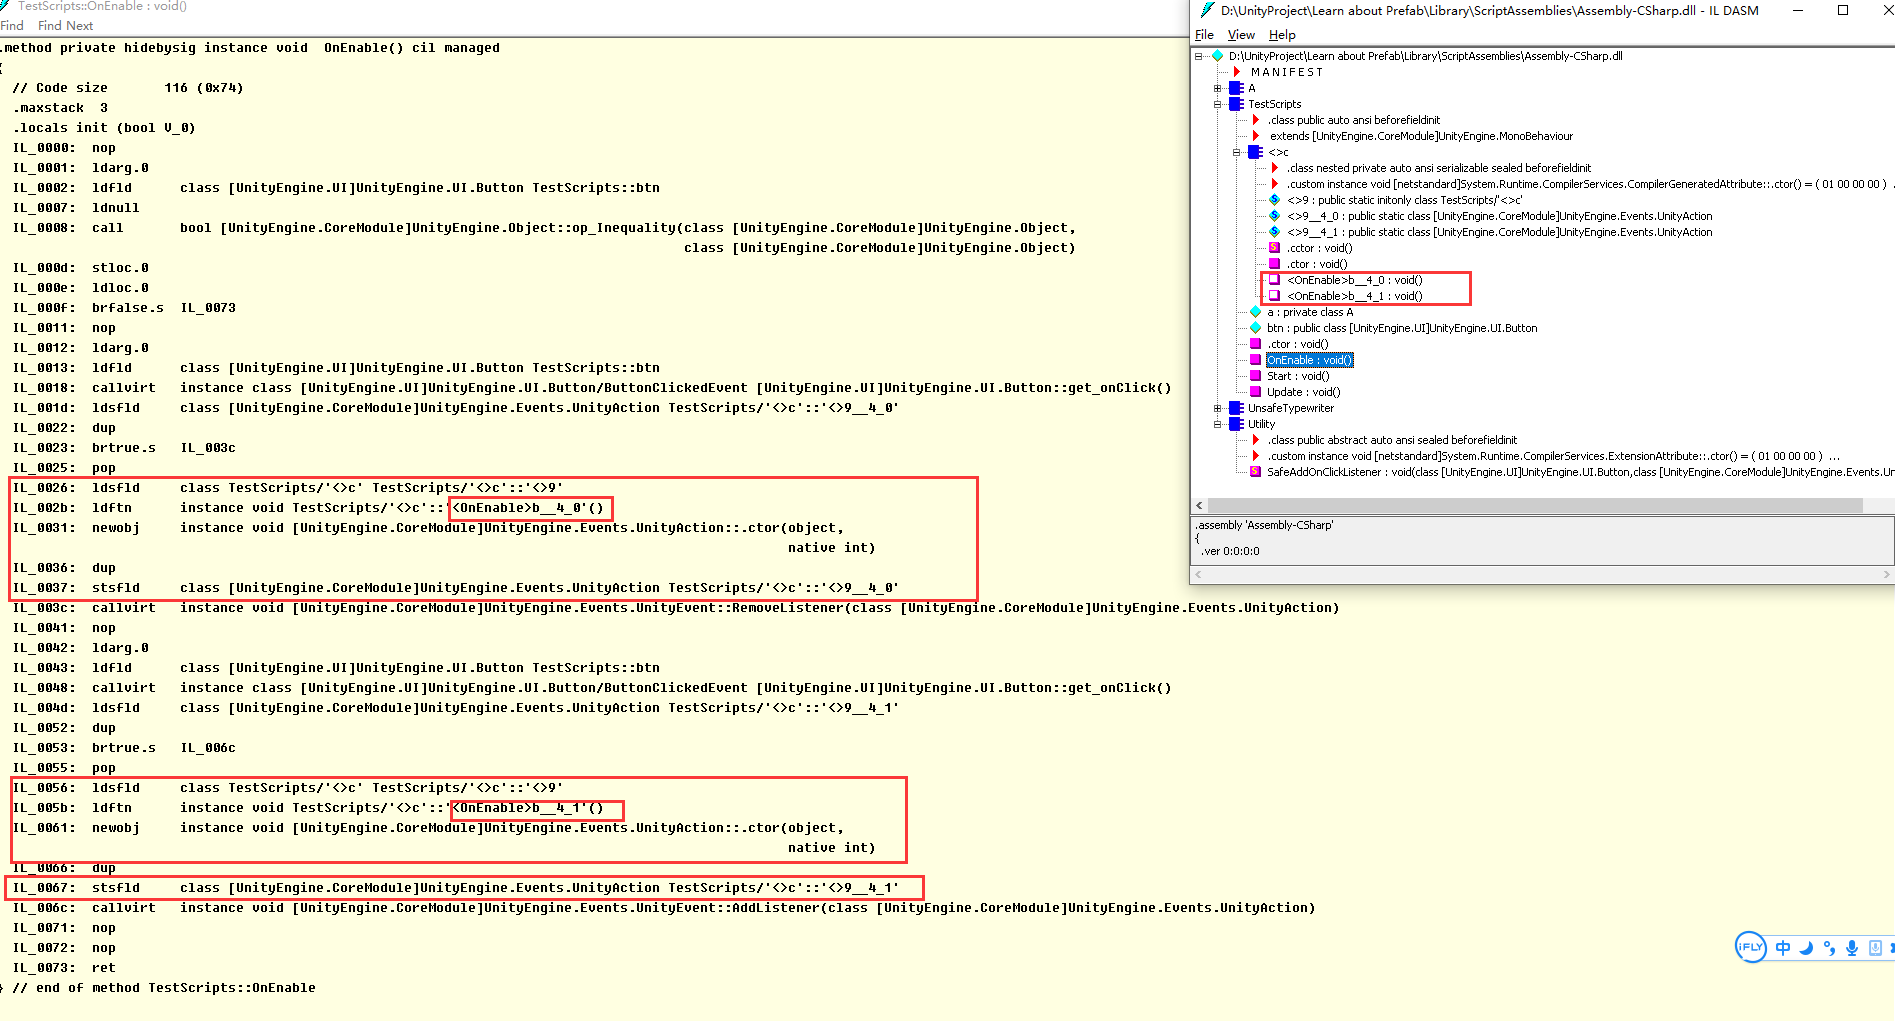 TestScripts::OnEnable : void()
Find Find Next
.method private hidebysig instance void OnEnable() cil managed
{
// Code size 116 (0x74)
.maxstack 3
.locals init (bool V_0)
IL_0000: nop
IL_0001: ldarg.0
IL_0002: ldfld class [UnityEngine.UI]UnityEngine.UI.Button TestScripts::btn
IL_0007: ldnull
IL_0008: call bool [UnityEngine.CoreModule]UnityEngine.Object::op_Inequality(class [UnityEngine.CoreModule]UnityEngine.Object,
class [UnityEngine.CoreModule]UnityEngine.Object)
IL_000d: stloc.0
IL_000e: ldloc.0
IL_000f: brfalse.s IL_0073
IL_0011: nop
IL_0012: ldarg.0
IL_0013: ldfld class [UnityEngine.UI]UnityEngine.UI.Button TestScripts::btn
IL_0018: callvirt instance class [UnityEngine.UI]UnityEngine.UI.Button/ButtonClickedEvent [UnityEngine.UI]UnityEngine.UI.Button::get_onClick()
IL_001d: ldsfld class [UnityEngine.CoreModule]UnityEngine.Events.UnityAction TestScripts/'<>c'::'<>9__4_0'
IL_0022: dup
IL_0023: brtrue.s IL_003c
IL_0025: pop
IL_0026: ldsfld class TestScripts/'<>c' TestScripts/'<>c'::'<>9'
IL_002b: ldftn instance void TestScripts/'<>c'::'<OnEnable>b__4_0'()
IL_0031: newobj instance void [UnityEngine.CoreModule]UnityEngine.Events.UnityAction::.ctor(object,
native int)
IL_0036: dup
IL_0037: stsfld class [UnityEngine.CoreModule]UnityEngine.Events.UnityAction TestScripts/'<>c'::'<>9__4_0'
IL_003c: callvirt instance void [UnityEngine.CoreModule]UnityEngine.Events.UnityEvent::RemoveListener(class [UnityEngine.CoreModule]UnityEngine.Events.UnityAction)
IL_0041: nop
IL_0042: ldarg.0
IL_0043: ldfld class [UnityEngine.UI]UnityEngine.UI.Button TestScripts::btn
IL_0048: callvirt instance class [UnityEngine.UI]UnityEngine.UI.Button/ButtonClickedEvent [UnityEngine.UI]UnityEngine.UI.Button::get_onClick()
IL_004d: ldsfld class [UnityEngine.CoreModule]UnityEngine.Events.UnityAction TestScripts/'<>c'::'<>9__4_1'
IL_0052: dup
IL_0053: brtrue.s IL_006c
IL_0055: pop
IL_0056: ldsfld class TestScripts/'<>c' TestScripts/'<>c'::'<>9'
IL_005b: ldftn instance void TestScripts/'<>c'::'<OnEnable>b__4_1'()
IL_0061: newobj instance void [UnityEngine.CoreModule]UnityEngine.Events.UnityAction::.ctor(object,
native int)
IL_0066: dup
IL_0067: stsfld class [UnityEngine.CoreModule]UnityEngine.Events.UnityAction TestScripts/'<>c'::'<>9__4_1'
IL_006c: callvirt instance void [UnityEngine.CoreModule]UnityEngine.Events.UnityEvent::AddListener(class [UnityEngine.CoreModule]UnityEngine.Events.UnityAction)
IL_0071: nop
IL_0072: nop
IL_0073: ret
} // end of method TestScripts::OnEnable
D:\UnityProject\Learn about Prefab\Library\ScriptAssemblies\Assembly-CSharp.dll - IL DASM
File View Help
D:\UnityProject\Learn about Prefab\Library\ScriptAssemblies\Assembly-CSharp.dll
M A N I F E S T
A
TestScripts
.class public auto ansi beforefieldinit
extends [UnityEngine.CoreModule]UnityEngine.MonoBehaviour
<>c
.class nested private auto ansi serializable sealed beforefieldinit
.custom instance void [netstandard]System.Runtime.CompilerServices.CompilerGeneratedAttribute::.ctor() = ( 01 00 00 00 ) .
<>9 : public static initonly class TestScripts/'<>c'
<>9__4_0 : public static class [UnityEngine.CoreModule]UnityEngine.Events.UnityAction
<>9__4_1 : public static class [UnityEngine.CoreModule]UnityEngine.Events.UnityAction
.cctor : void()
.ctor : void()
<OnEnable>b__4_0 : void()
<OnEnable>b__4_1 : void()
a : private class A
btn : public class [UnityEngine.UI]UnityEngine.UI.Button
.ctor : void()
OnEnable : void()
Start : void()
Update : void()
UnsafeTypewriter
Utility
.class public abstract auto ansi sealed beforefieldinit
.custom instance void [netstandard]System.Runtime.CompilerServices.ExtensionAttribute::.ctor() = ( 01 00 00 00 ) ...
SafeAddOnClickListener : void(class [UnityEngine.UI]UnityEngine.UI.Button,class [UnityEngine.CoreModule]UnityEngine.Events.Un
.assembly 'Assembly-CSharp'
{
.ver 0:0:0:0
iFLY 中